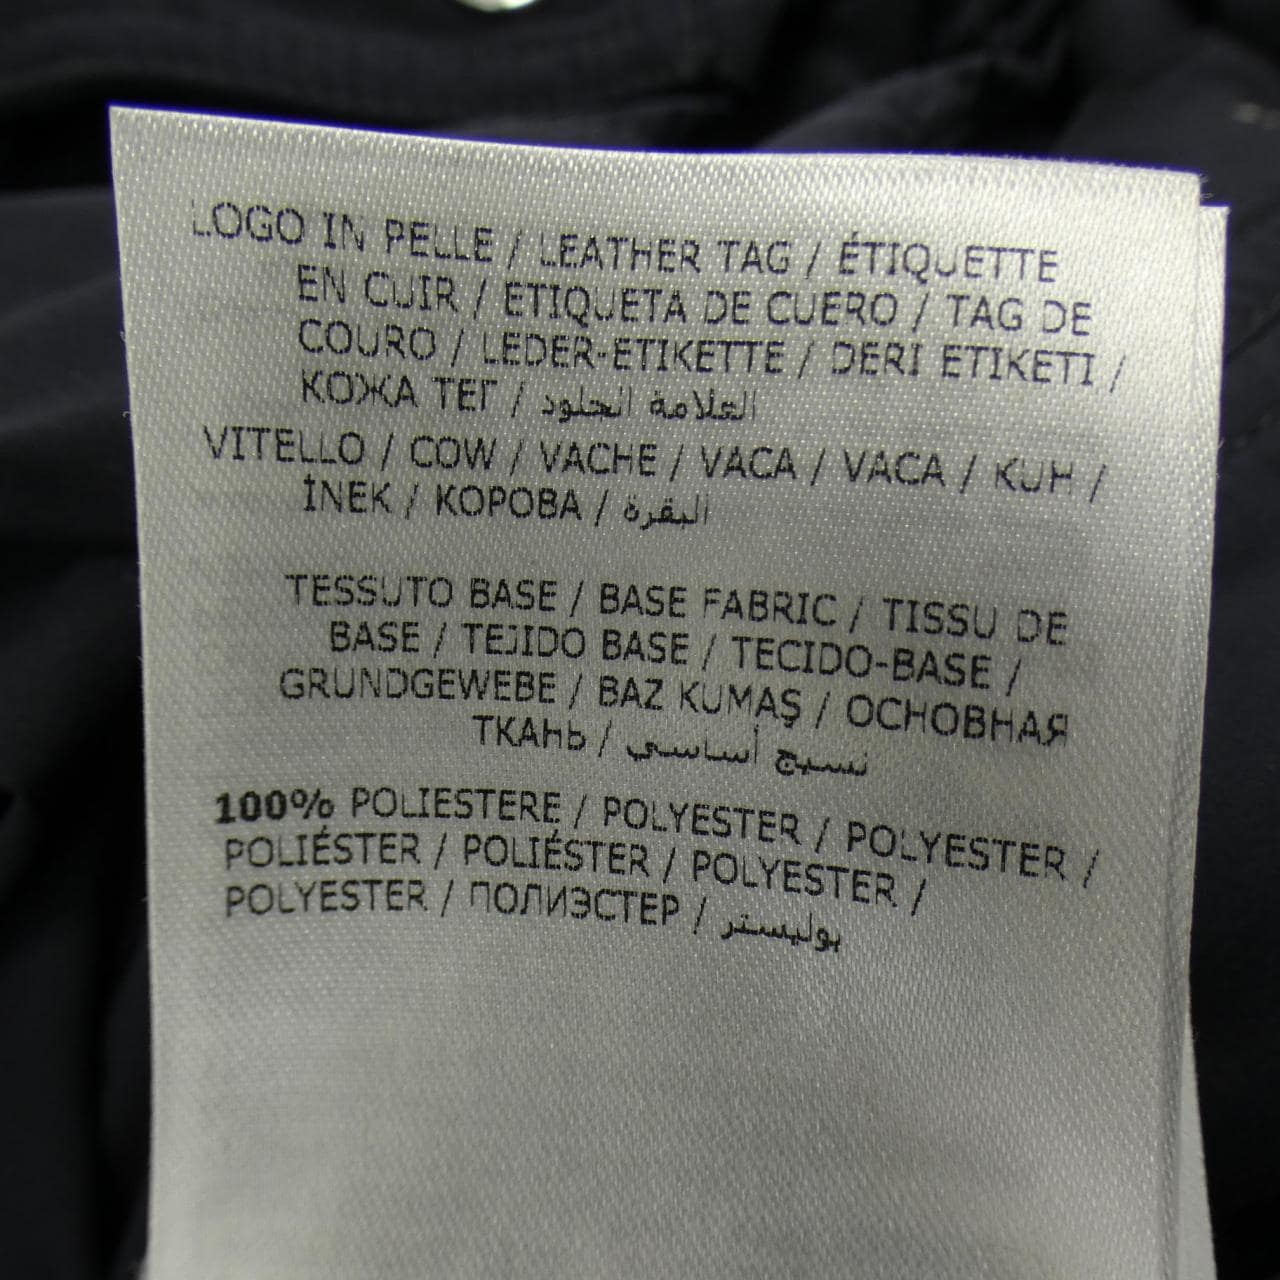 LOGO IN PELLE / LEATHER TAG / ÉTIQUETTE
EN CUIR / ETIQUETA DE CUERO / TAG DE
COURO / LEDER-ETIKETTE / DERI ETIKETI /
КОЖА ТЕГ / العلامة الجلود
VITELLO / COW / VACHE / VACA / VACA / KUH /
İNEK / КОРОВА / البقرة
TESSUTO BASE / BASE FABRIC / TISSU DE
BASE / TEJIDO BASE / TECIDO-BASE /
GRUNDGEWEBE / BAZ KUMAŞ / ОСНОВНАЯ
ТКАНЬ / نسيج أساسي
100% POLIESTERE / POLYESTER / POLYESTER /
POLIÉSTER / POLIÉSTER / POLYESTER /
POLYESTER / ПОЛИЭСТЕР / بوليستر